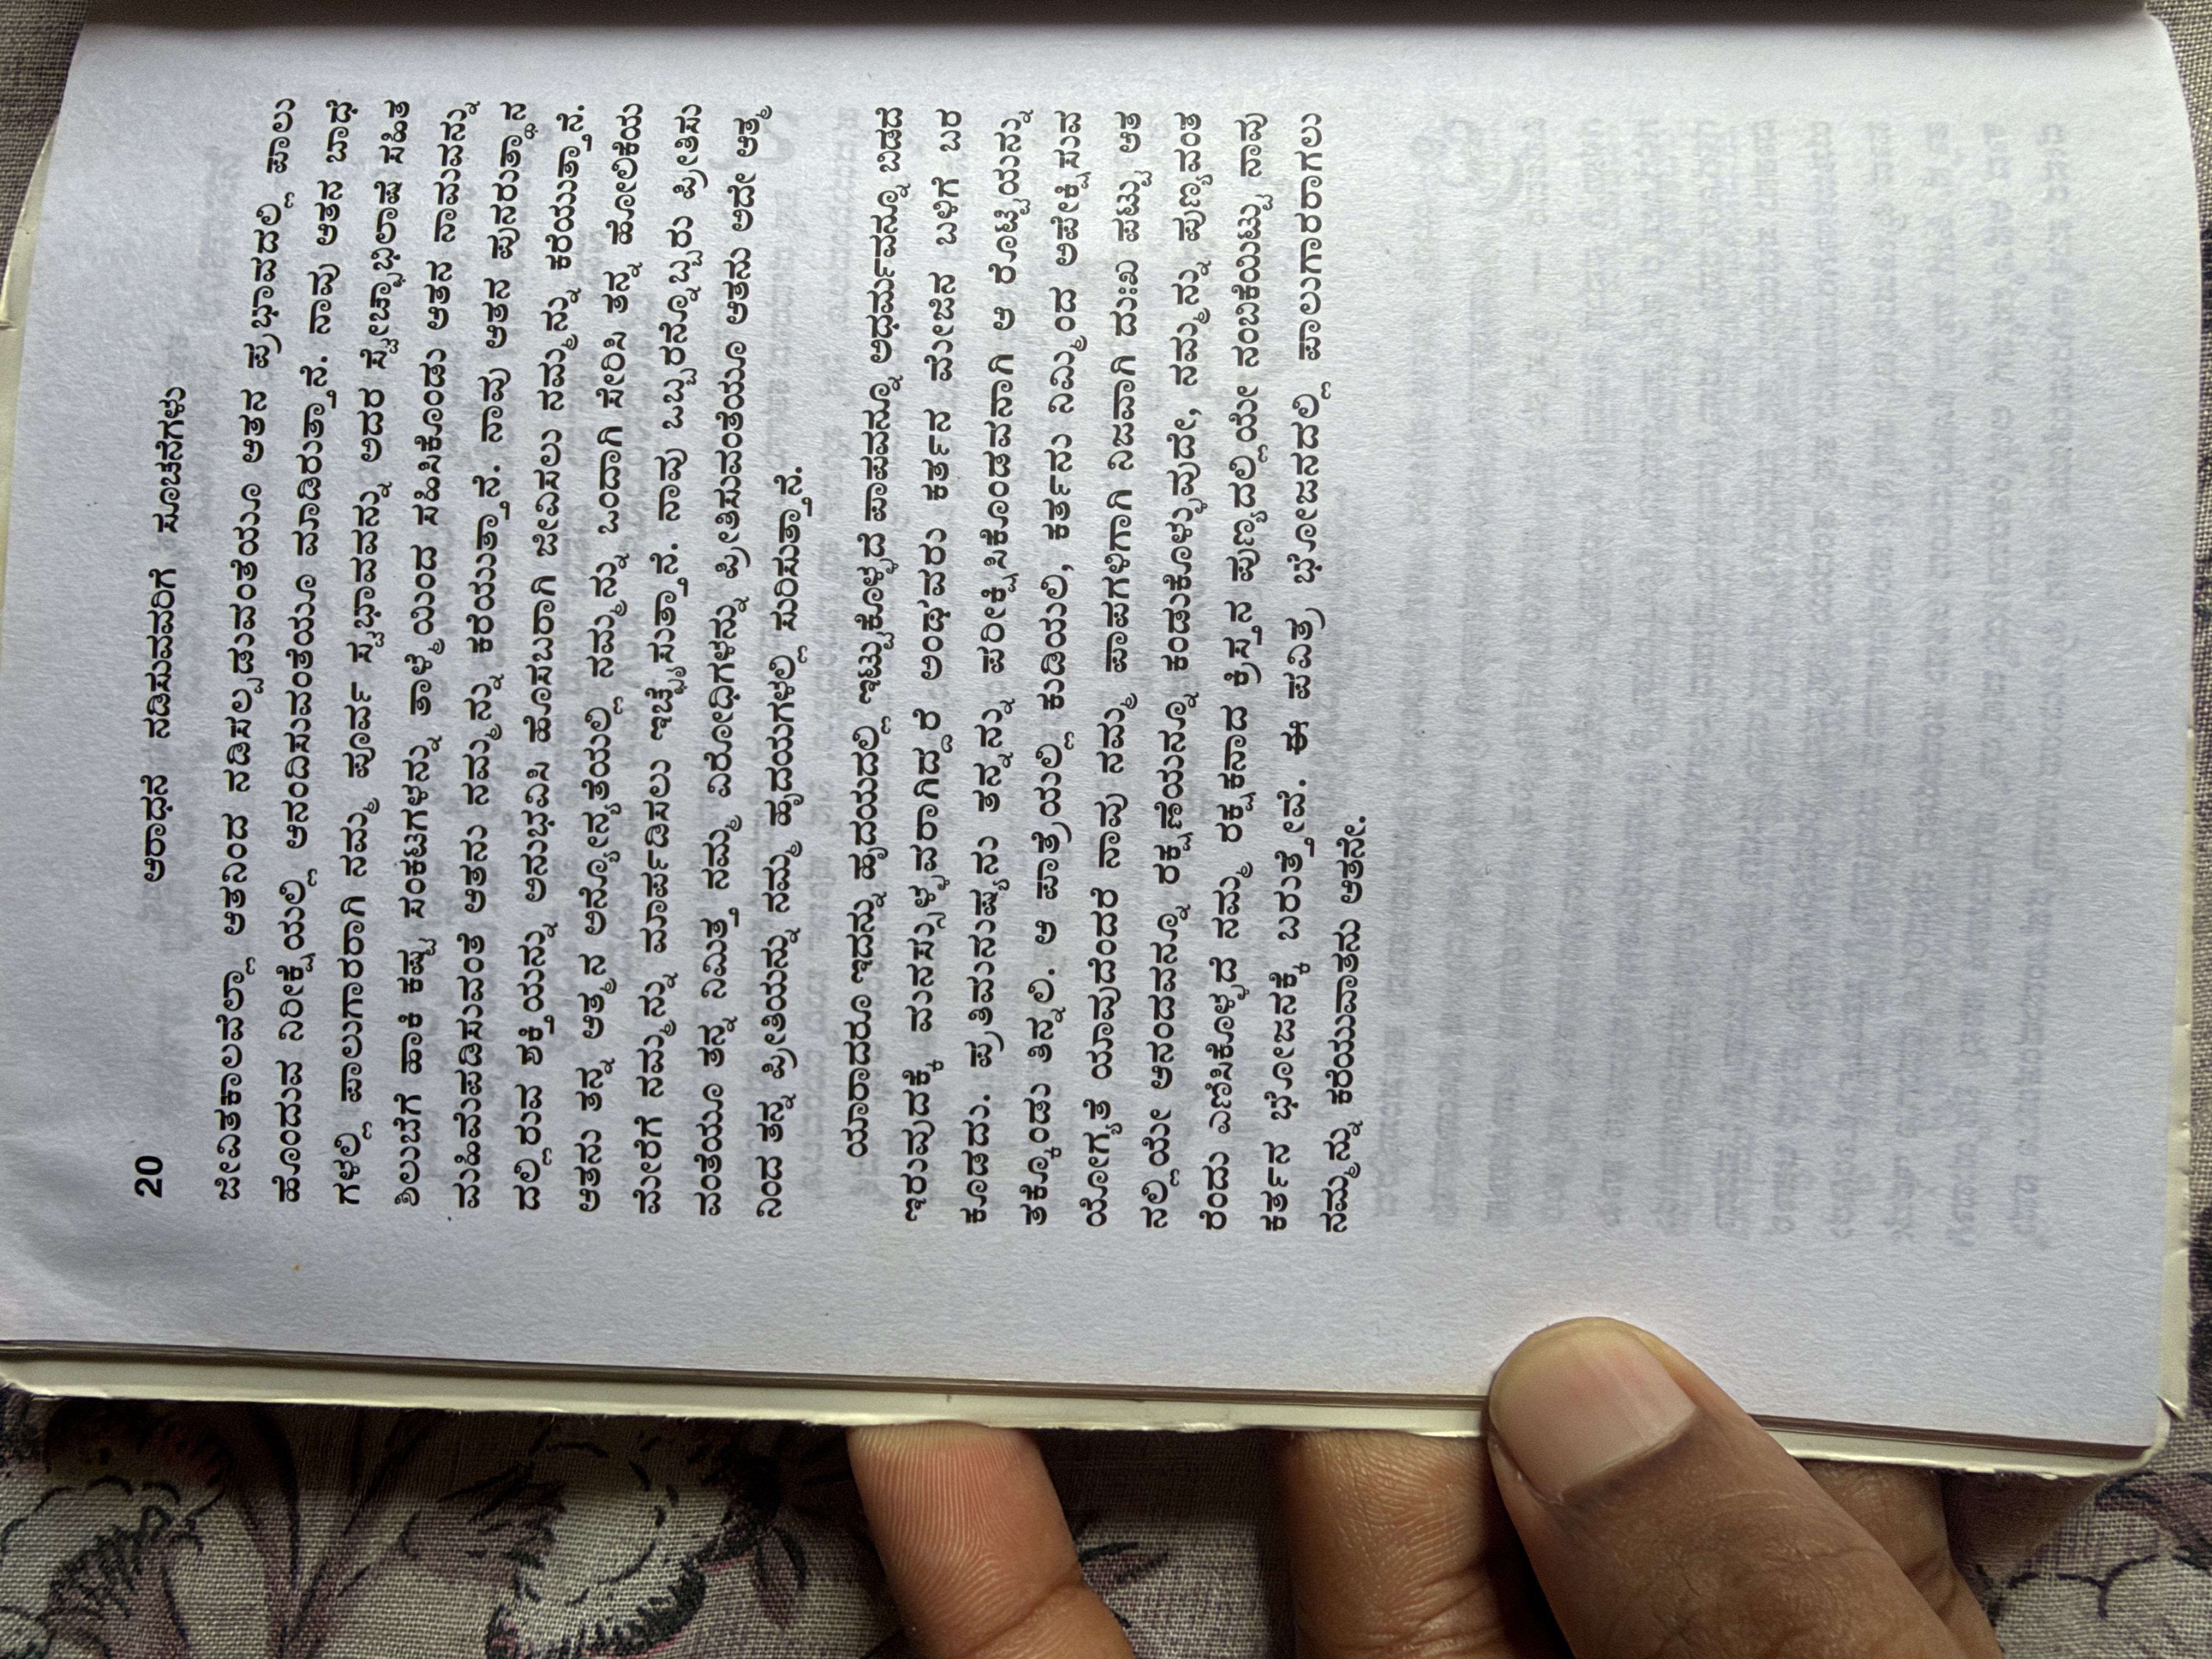 20 ಆರಾಧನೆ ನಡಿಸುವವರಿಗೆ ಸೂಚನೆಗಳು
ಜೀವಿತಕಾಲವೆಲ್ಲಾ ಆತನಿಂದ ನಡಿಸಲ್ಪಡುವಂತೆಯೂ ಆತನ ಪ್ರಭಾವದಲ್ಲಿ ಪಾಲು
ಹೊಂದುವ ನಿರೀಕ್ಷೆಯಲ್ಲಿ ಆನಂದಿಸುವಂತೆಯೂ ಮಾಡಿರುತ್ತಾನೆ. ನಾವು ಆತನ ಬಾಧೆ
ಗಳಲ್ಲಿ ಪಾಲುಗಾರರಾಗಿ ನಮ್ಮ ಪೂರ್ವ ಸ್ವಭಾವವನ್ನು ಅದರ ಸ್ವೇಚ್ಛಾಭಿಲಾಷೆ ಸಹಿತ
ಶಿಲುಬೆಗೆ ಹಾಕಿ ಕಷ್ಟ ಸಂಕಟಗಳನ್ನು ತಾಳ್ಮೆಯಿಂದ ಸಹಿಸಿಕೊಂಡು ಆತನ ನಾಮವನ್ನು
ಮಹಿಮೆಪಡಿಸುವಂತೆ ಆತನು ನಮ್ಮನ್ನು ಕರೆಯುತ್ತಾನೆ. ನಾವು ಆತನ ಪುನರುತ್ಥಾನ
ದಲ್ಲಿರುವ ಶಕ್ತಿಯನ್ನು ಅನುಭವಿಸಿ ಹೊಸಬರಾಗಿ ಜೀವಿಸಲು ನಮ್ಮನ್ನು ಕರೆಯುತ್ತಾನೆ.
ಆತನು ತನ್ನ ಆತ್ಮನ ಅನ್ಯೋನ್ಯತೆಯಲ್ಲಿ ನಮ್ಮನ್ನು ಒಂದಾಗಿ ಸೇರಿಸಿ ತನ್ನ ಹೋಲಿಕೆಯ
ಮೇರೆಗೆ ನಮ್ಮನ್ನು ಮಾರ್ಪಡಿಸಲು ಇಚ್ಛೈಸುತ್ತಾನೆ. ನಾವು ಒಬ್ಬರನ್ನೊಬ್ಬರು ಪ್ರೀತಿಸು
ವಂತೆಯೂ ತನ್ನ ನಿಮಿತ್ತ ನಮ್ಮ ವಿರೋಧಿಗಳನ್ನು ಪ್ರೀತಿಸುವಂತೆಯೂ ಆತನು ಅದೇ ಆತ್ಮ
ನಿಂದ ತನ್ನ ಪ್ರೀತಿಯನ್ನು ನಮ್ಮ ಹೃದಯಗಳಲ್ಲಿ ಸುರಿಸುತ್ತಾನೆ.
ಯಾರಾದರೂ ಇದನ್ನು ಹೃದಯದಲ್ಲಿ ಇಟ್ಟುಕೊಳ್ಳದೆ ಪಾಪವನ್ನೂ ಅಧರ್ಮವನ್ನೂ ಬಿಡದೆ
ಇರುವುದಕ್ಕೆ ಮನಸ್ಸುಳ್ಳವರಾಗಿದ್ದರೆ ಅಂಥವರು ಕರ್ತನ ಮೇಜಿನ ಬಳಿಗೆ ಬರ
ಕೂಡದು. ಪ್ರತಿಮನುಷ್ಯನು ತನ್ನನ್ನು ಪರೀಕ್ಷಿಸಿಕೊಂಡವನಾಗಿ ಆ ರೊಟ್ಟಿಯನ್ನು
ತಕ್ಕೊಂಡು ತಿನ್ನಲಿ. ಆ ಪಾತ್ರೆಯಲ್ಲಿ ಕುಡಿಯಲಿ, ಕರ್ತನು ನಿಮ್ಮಿಂದ ಅಪೇಕ್ಷಿಸುವ
ಯೋಗ್ಯತೆ ಯಾವುದೆಂದರೆ ನಾವು ನಮ್ಮ ಪಾಪಗಳಿಗಾಗಿ ನಿಜವಾಗಿ ದುಃಖ ಪಟ್ಟು ಆತ
ನಲ್ಲಿಯೇ ಆನಂದವನ್ನೂ ರಕ್ಷಣೆಯನ್ನೂ ಕಂಡುಕೊಳ್ಳುವುದೇ, ನಮ್ಮನ್ನು ಪುಣ್ಯವಂತ
ರೆಂದು ಎಣಿಸಿಕೊಳ್ಳದೆ ನಮ್ಮ ರಕ್ಷಕನಾದ ಕ್ರಿಸ್ತನ ಪುಣ್ಯದಲ್ಲಿಯೇ ನಂಬಿಕೆಯಿಟ್ಟು ನಾವು
ಕರ್ತನ ಭೋಜನಕ್ಕೆ ಬರುತ್ತೇವೆ. ಈ ಪವಿತ್ರ ಭೋಜನದಲ್ಲಿ ಪಾಲುಗಾರರಾಗಲು
ನಮ್ಮನ್ನು ಕರೆಯುವಾತನು ಆತನೇ.